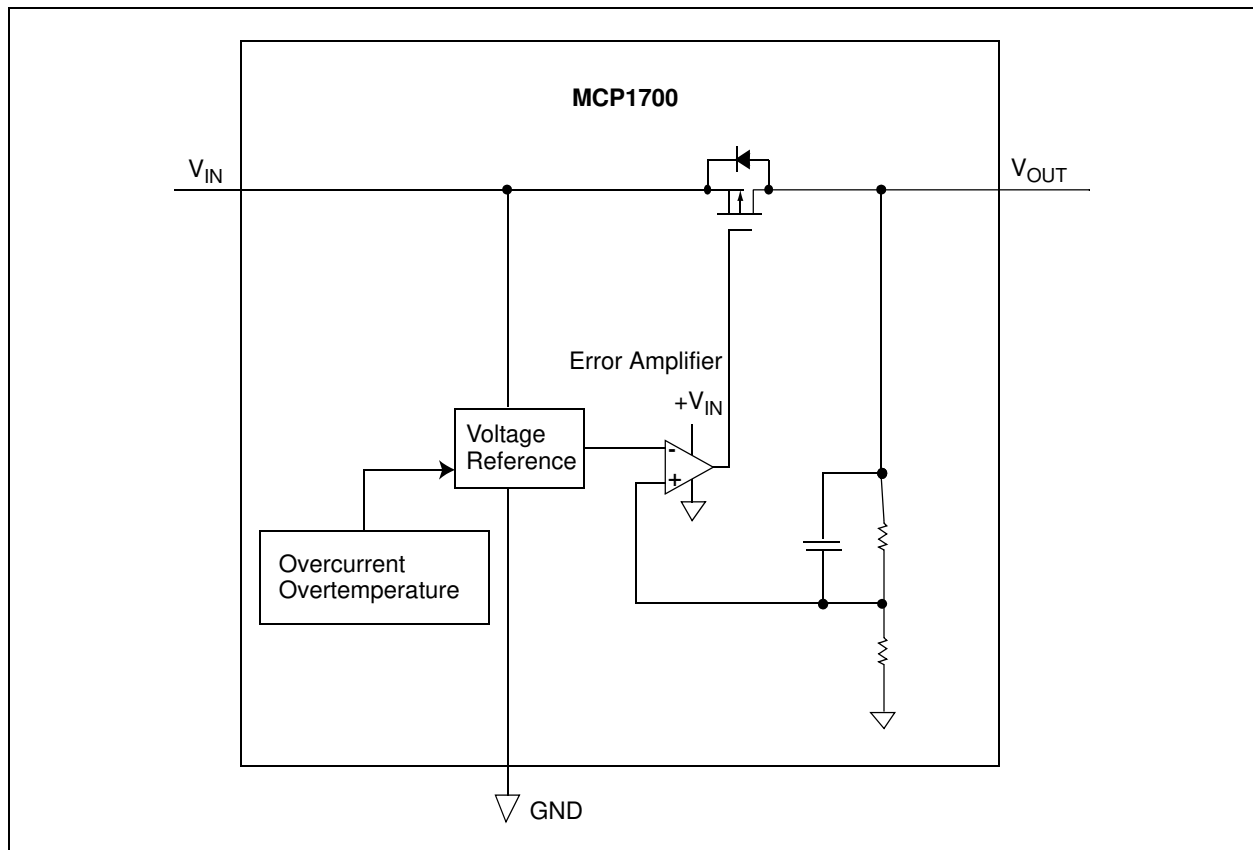 MCP1700
VIN
VOUT
Error Amplifier
+VIN
Voltage
Reference
-
+
Overcurrent
Overtemperature
GND